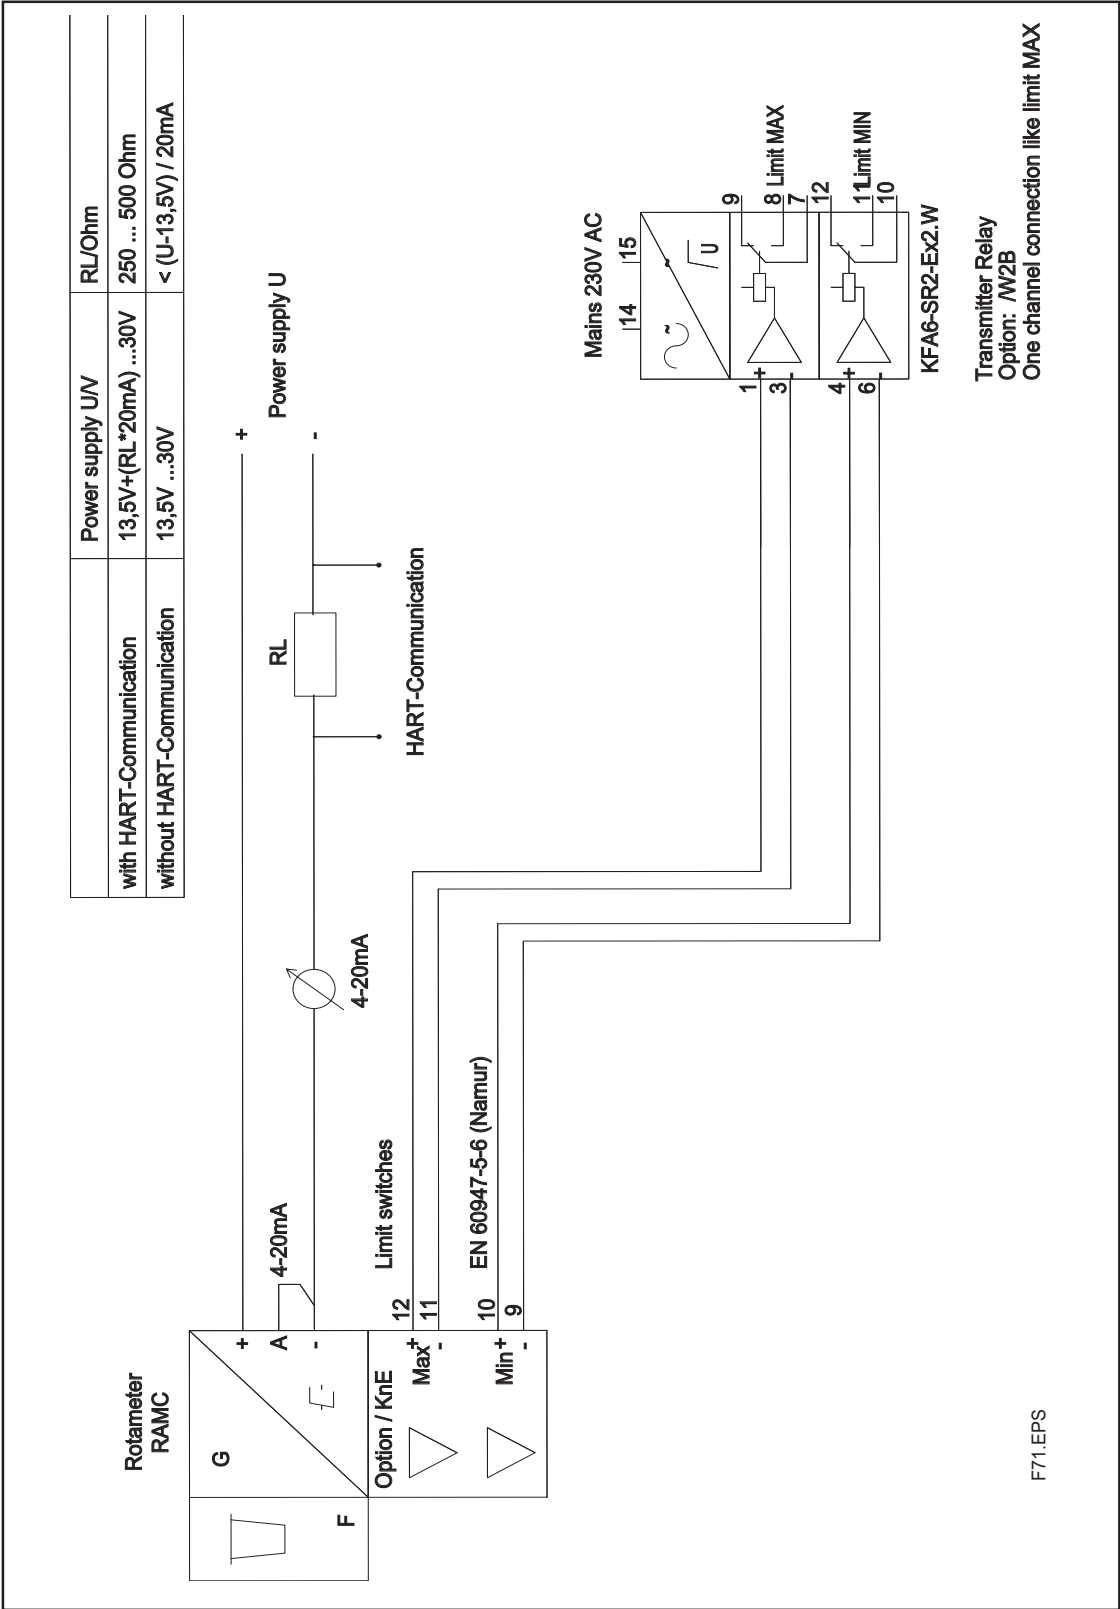 Power supply U/V RL/Ohm
with HART-Communication 13,5V+(RL*20mA) ...30V 250 ... 500 Ohm
without HART-Communication 13,5V ...30V < (U-13,5V) / 20mA
Rotameter
RAMC
G
F
+
A
-
4-20mA
4-20mA
RL
+
-
Power supply U
HART-Communication
Option / KnE
Max
+
-
12
11
Limit switches
Min
+
-
10
9
EN 60947-5-6 (Namur)
Mains 230V AC
14 15
~
~
U
1 +
3 -
4 +
6 -
9
8 Limit MAX
7
12
11 Limit MIN
10
KFA6-SR2-Ex2.W
Transmitter Relay
Option: /W2B
One channel connection like limit MAX
F71.EPS